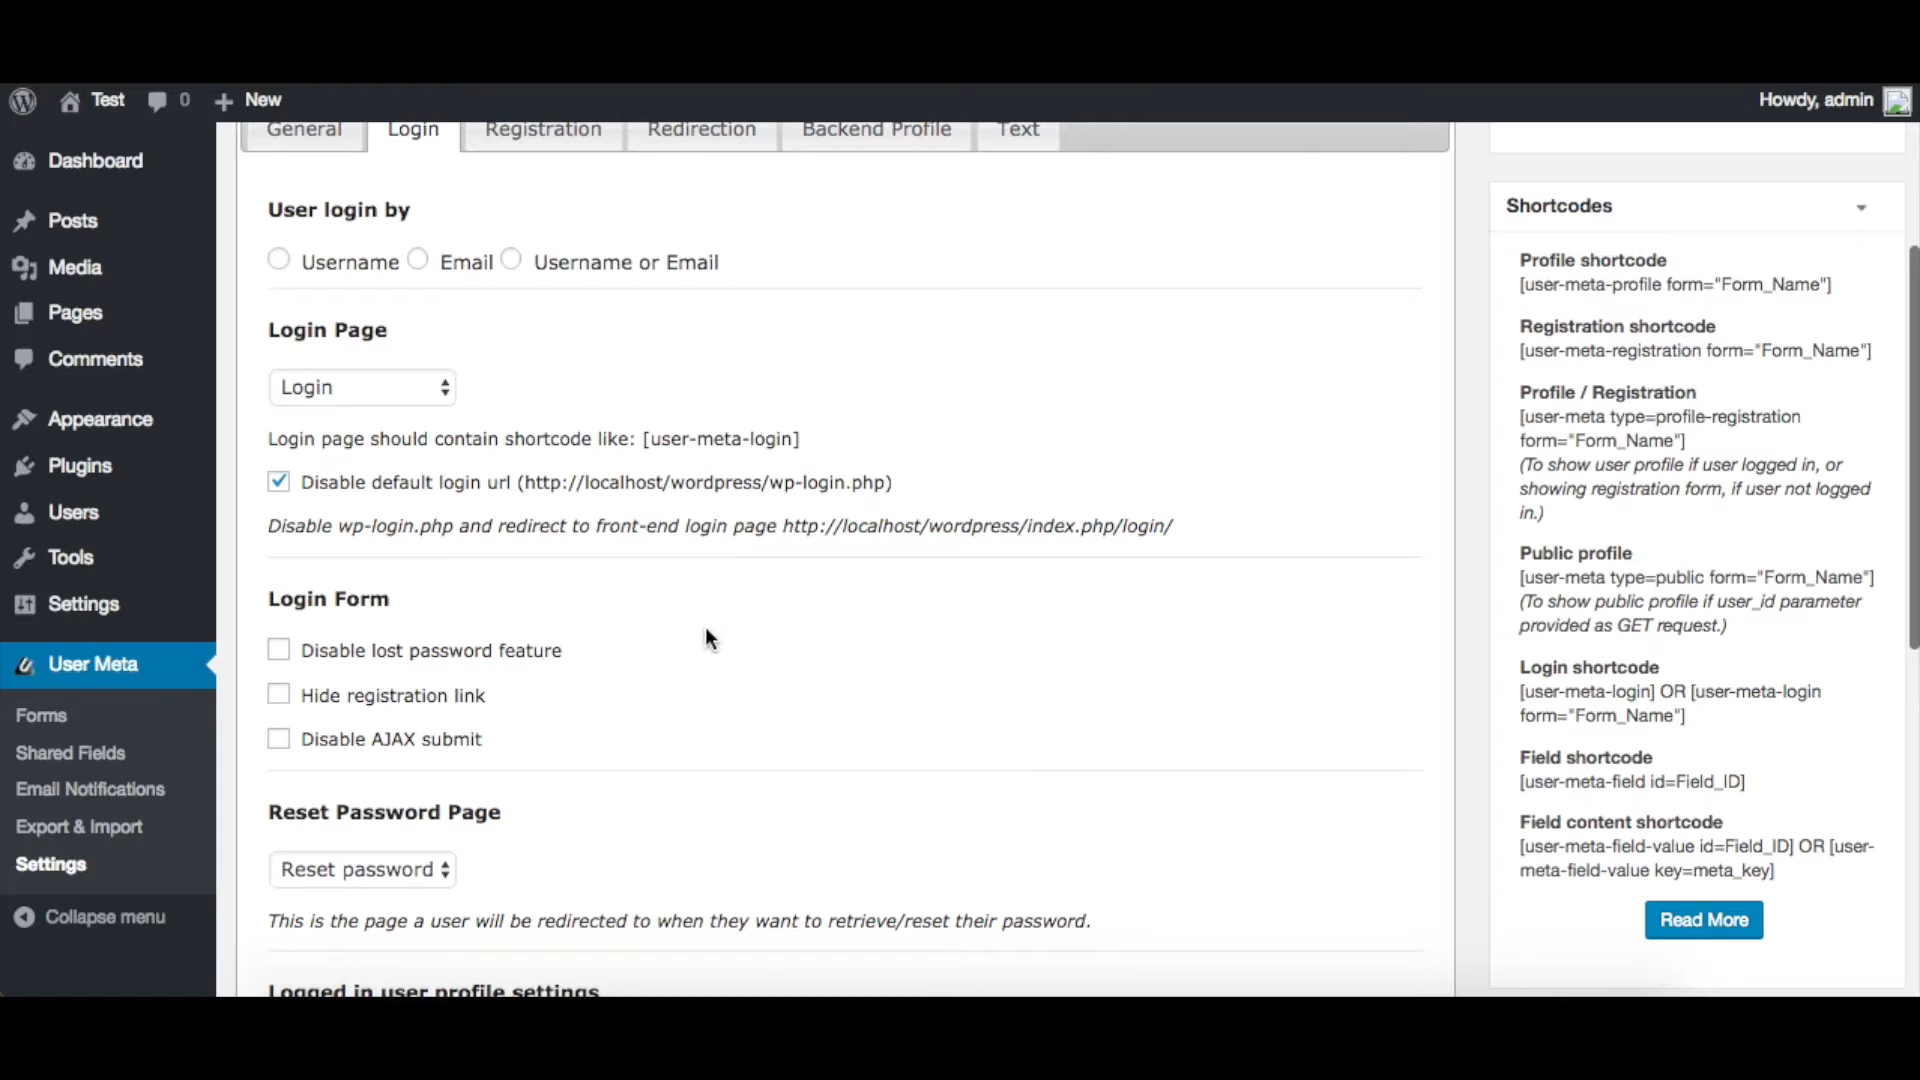 Test
0
New
Howdy, admin
Dashboard
Posts
Media
Pages
Comments
Appearance
Plugins
Users
Tools
Settings
User Meta
Forms
Shared Fields
Email Notifications
Export & Import
Settings
Collapse menu
General
Login
Registration
Redirection
Backend Profile
Text
User login by
Username
Email
Username or Email
Login Page
Login
Login page should contain shortcode like: [user-meta-login]
Disable default login url (http://localhost/wordpress/wp-login.php)
Disable wp-login.php and redirect to front-end login page http://localhost/wordpress/index.php/login/
Login Form
Disable lost password feature
Hide registration link
Disable AJAX submit
Reset Password Page
Reset password
This is the page a user will be redirected to when they want to retrieve/reset their password.
Logged in user profile settings
Shortcodes
Profile shortcode
[user-meta-profile form="Form_Name"]
Registration shortcode
[user-meta-registration form="Form_Name"]
Profile / Registration
[user-meta type=profile-registration
form="Form_Name"]
(To show user profile if user logged in, or
showing registration form, if user not logged
in.)
Public profile
[user-meta type=public form="Form_Name"]
(To show public profile if user_id parameter
provided as GET request.)
Login shortcode
[user-meta-login] OR [user-meta-login
form="Form_Name"]
Field shortcode
[user-meta-field id=Field_ID]
Field content shortcode
[user-meta-field-value id=Field_ID] OR [user-
meta-field-value key=meta_key]
Read More